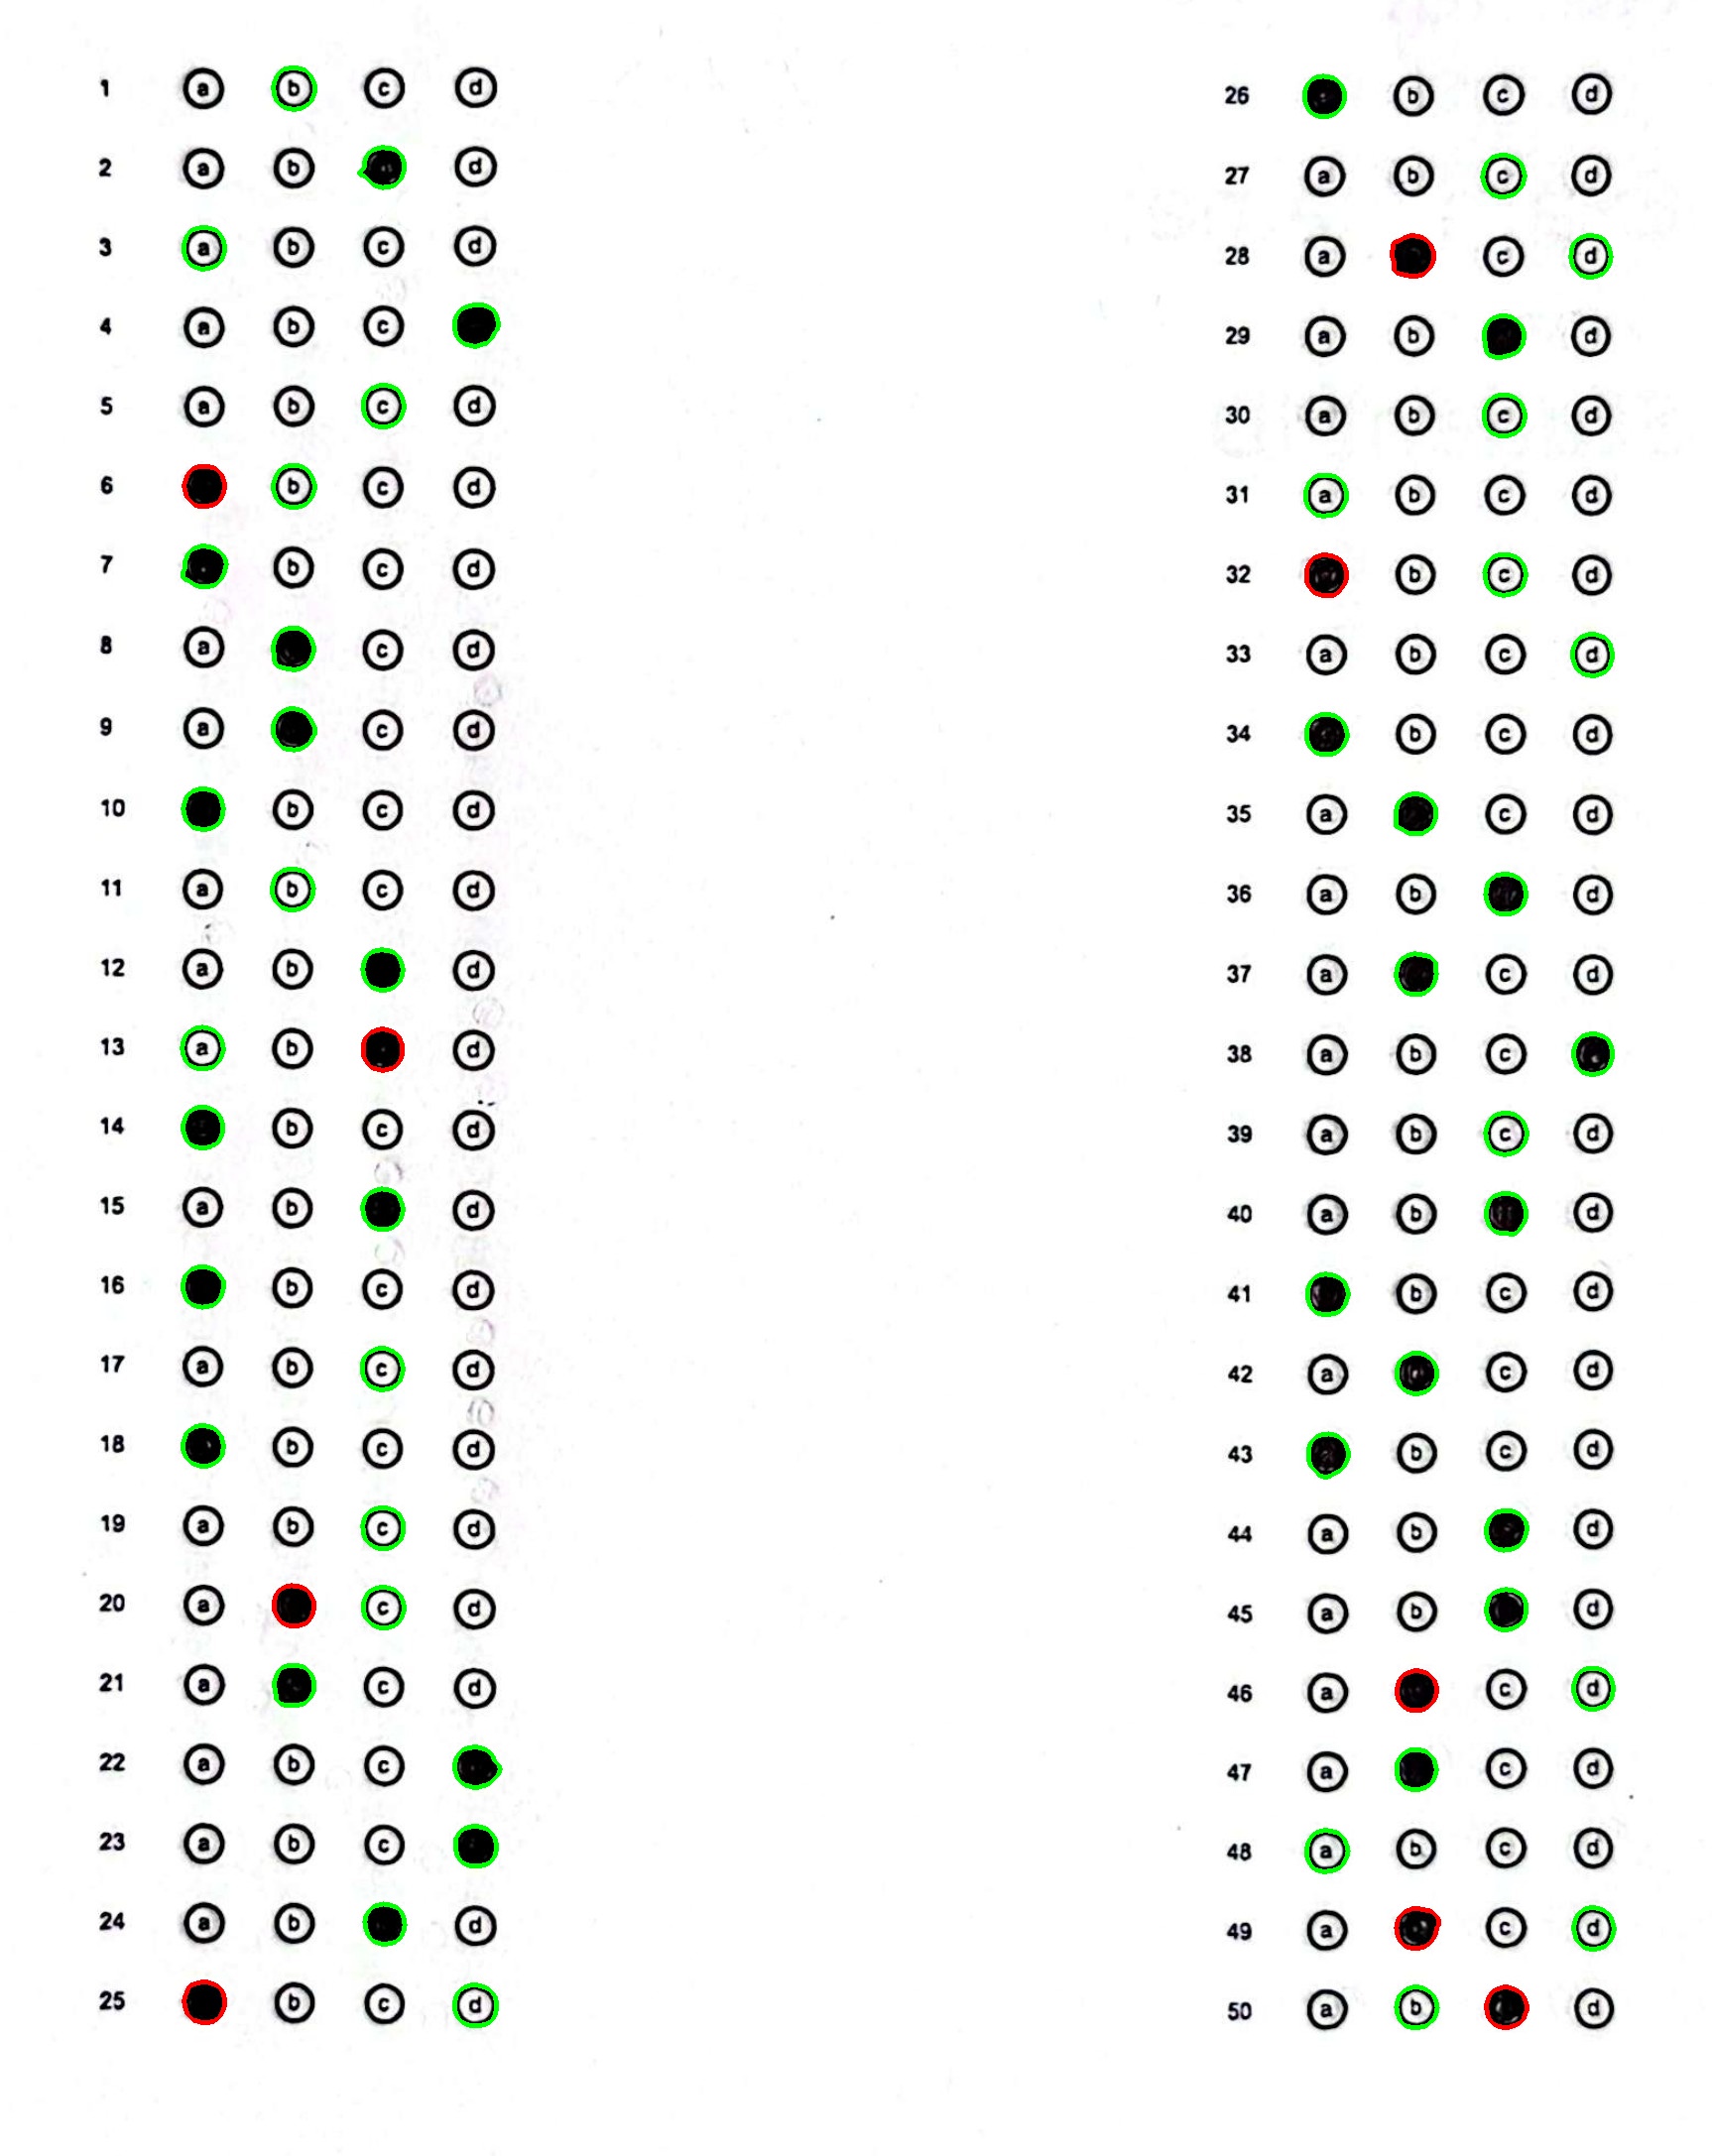 1 a b c d
2 a b d
3 a b c d
4 a b c
5 a b c d
6 b c d
7 b c d
8 a c d
9 a c d
10 b c d
11 a b c d
12 a b d
13 a b d
14 b c d
15 a b d
16 b c d
17 a b c d
18 b c d
19 a b c d
20 a c d
21 a c d
22 a b c
23 a b c
24 a b d
25 b c d
26 b c d
27 a b c d
28 a c d
29 a b d
30 a b c d
31 a b c d
32 b c d
33 a b c d
34 b c d
35 a c d
36 a b d
37 a c d
38 a b c
39 a b c d
40 a b d
41 b c d
42 a c d
43 b c d
44 a b d
45 a b d
46 a c d
47 a c d
48 a b c d
49 a c d
50 a b d